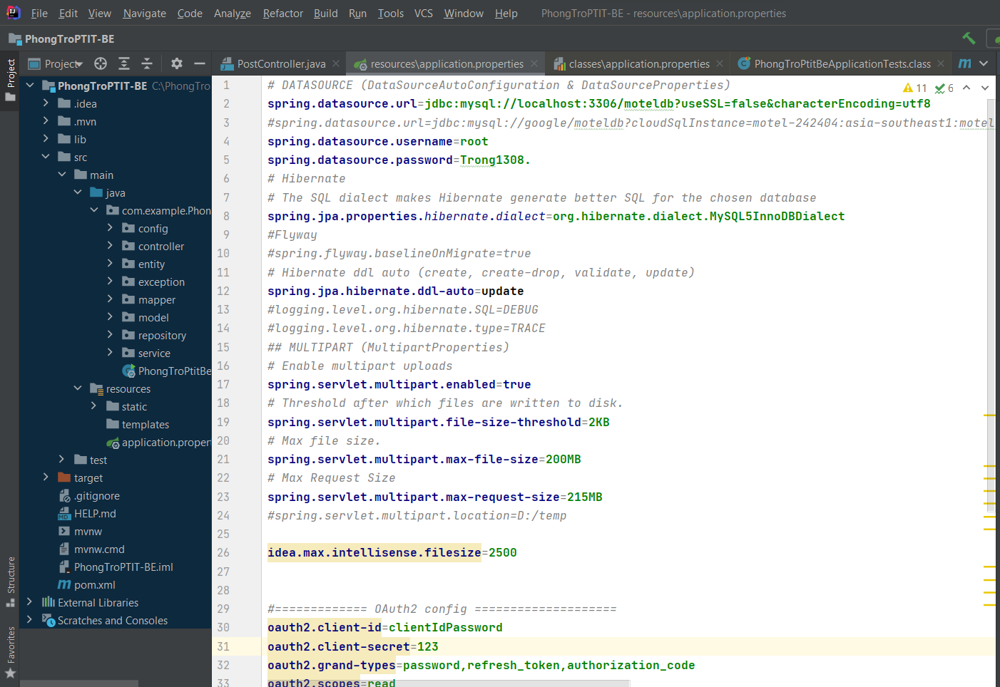 File Edit View Navigate Code Analyze Refactor Build Run Tools VCS Window Help PhongTroPTIT-BE - resources\application.properties
PhongTroPTIT-BE
Project
PostController.java resources\application.properties classes\application.properties PhongTroPtitBeApplicationTests.class
Project
Structure
Favorites
PhongTroPTIT-BE C:\PhongTro
.idea
.mvn
lib
src
main
java
com.example.Phon
config
controller
entity
exception
mapper
model
repository
service
PhongTroPtitBe
resources
static
templates
application.proper
test
target
.gitignore
HELP.md
mvnw
mvnw.cmd
PhongTroPTIT-BE.iml
pom.xml
External Libraries
Scratches and Consoles
11 6
1 # DATASOURCE (DataSourceAutoConfiguration & DataSourceProperties)
2 spring.datasource.url=jdbc:mysql://localhost:3306/moteldb?useSSL=false&characterEncoding=utf8
3 #spring.datasource.url=jdbc:mysql://google/moteldb?cloudSqlInstance=motel-242404:asia-southeast1:motel
4 spring.datasource.username=root
5 spring.datasource.password=Trong1308.
6 # Hibernate
7 # The SQL dialect makes Hibernate generate better SQL for the chosen database
8 spring.jpa.properties.hibernate.dialect=org.hibernate.dialect.MySQL5InnoDBDialect
9 #Flyway
10 #spring.flyway.baselineOnMigrate=true
11 # Hibernate ddl auto (create, create-drop, validate, update)
12 spring.jpa.hibernate.ddl-auto=update
13 #logging.level.org.hibernate.SQL=DEBUG
14 #logging.level.org.hibernate.type=TRACE
15 ## MULTIPART (MultipartProperties)
16 # Enable multipart uploads
17 spring.servlet.multipart.enabled=true
18 # Threshold after which files are written to disk.
19 spring.servlet.multipart.file-size-threshold=2KB
20 # Max file size.
21 spring.servlet.multipart.max-file-size=200MB
22 # Max Request Size
23 spring.servlet.multipart.max-request-size=215MB
24 #spring.servlet.multipart.location=D:/temp
25
26 idea.max.intellisense.filesize=2500
27
28
29 #============= OAuth2 config ====================
30 oauth2.client-id=clientIdPassword
31 oauth2.client-secret=123
32 oauth2.grand-types=password,refresh_token,authorization_code
33 oauth2.scopes=read